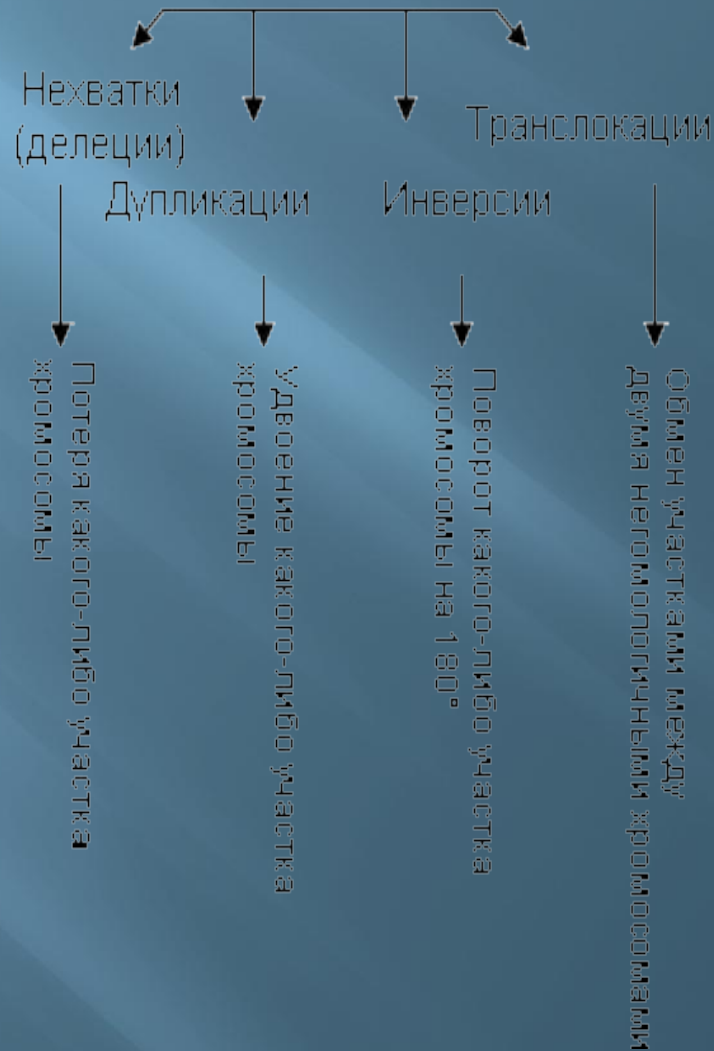 Нехватки
(делеции)
Дупликации
Инверсии
Транслокации
Потеря какого-либо участка
хромосомы
Удвоение какого-либо участка
хромосомы
Поворот какого-либо участка
хромосомы на 180°
Обмен участками между
двумя негомологичными хромосомами